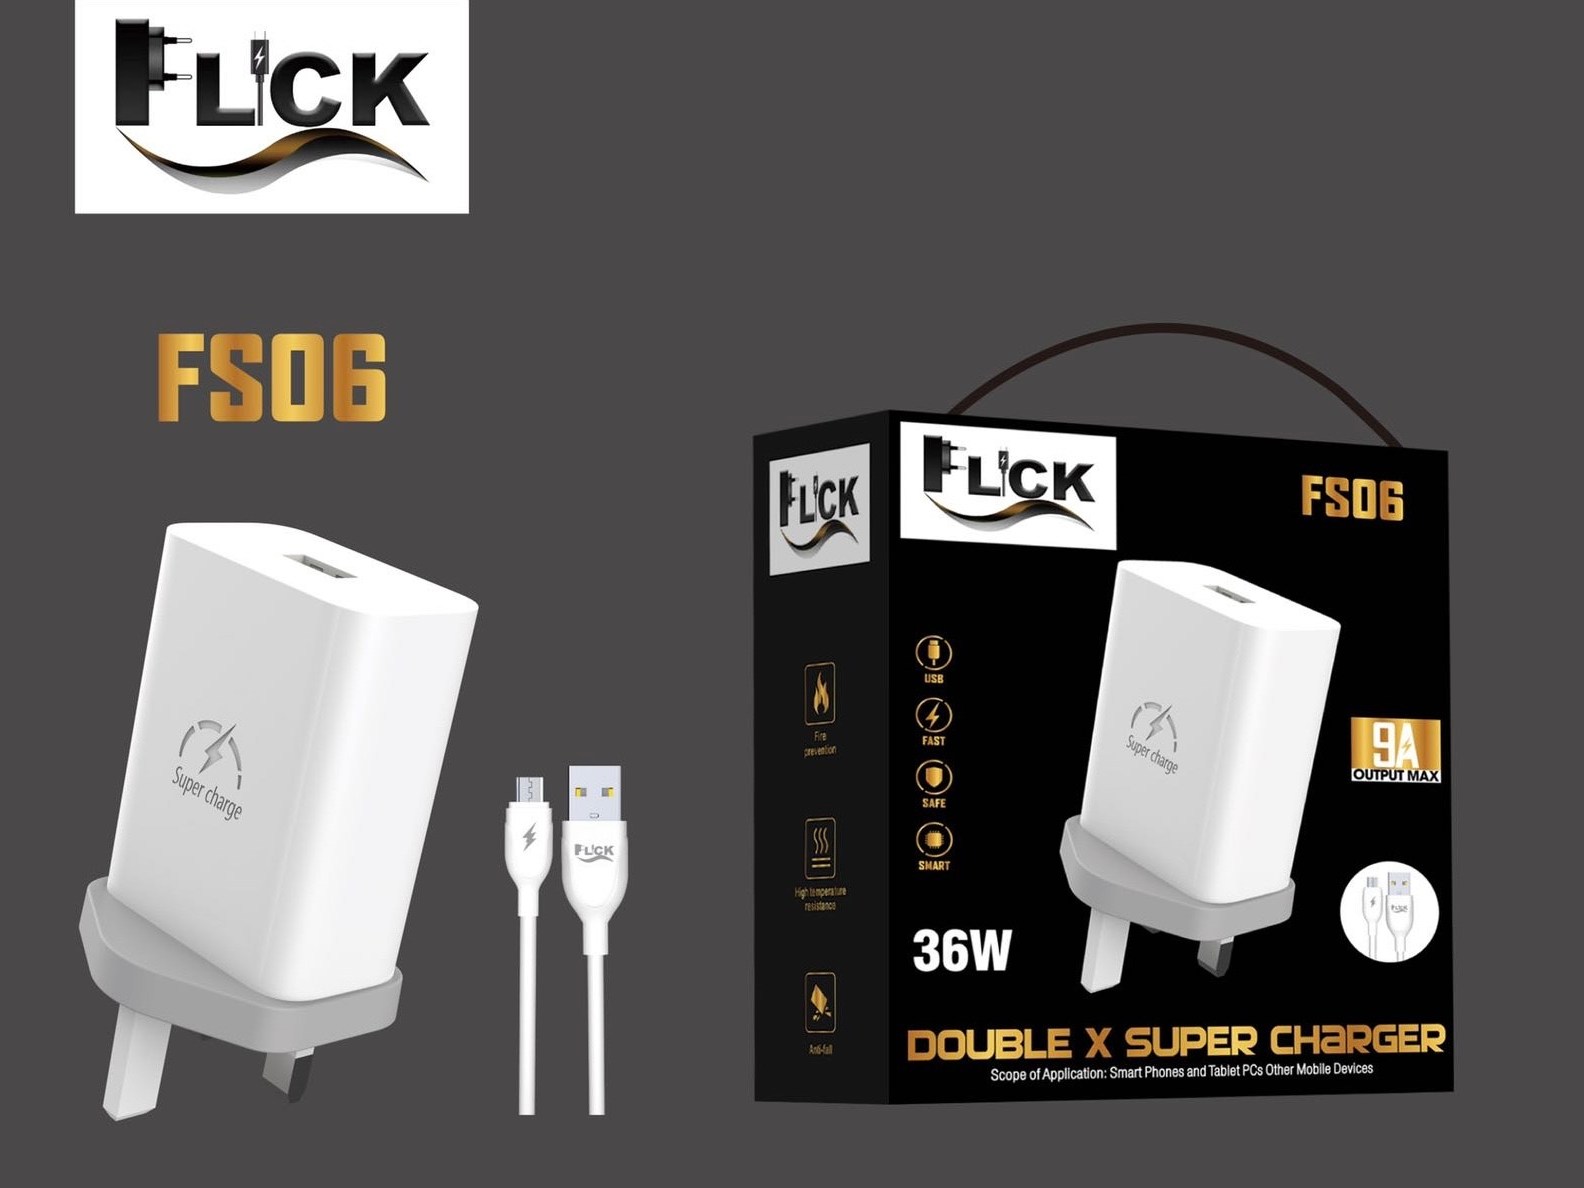 FLICK
FS06
Super charge
FLICK
FLICK
Fire
prevention
High temperature
resistance
Anti-fall
FLICK
FS06
USB
FAST
SAFE
SMART
Super charge
9A
OUTPUT MAX
FLICK
36W
DOUBLE X SUPER CHARGER
Scope of Application: Smart Phones and Tablet PCs Other Mobile Devices